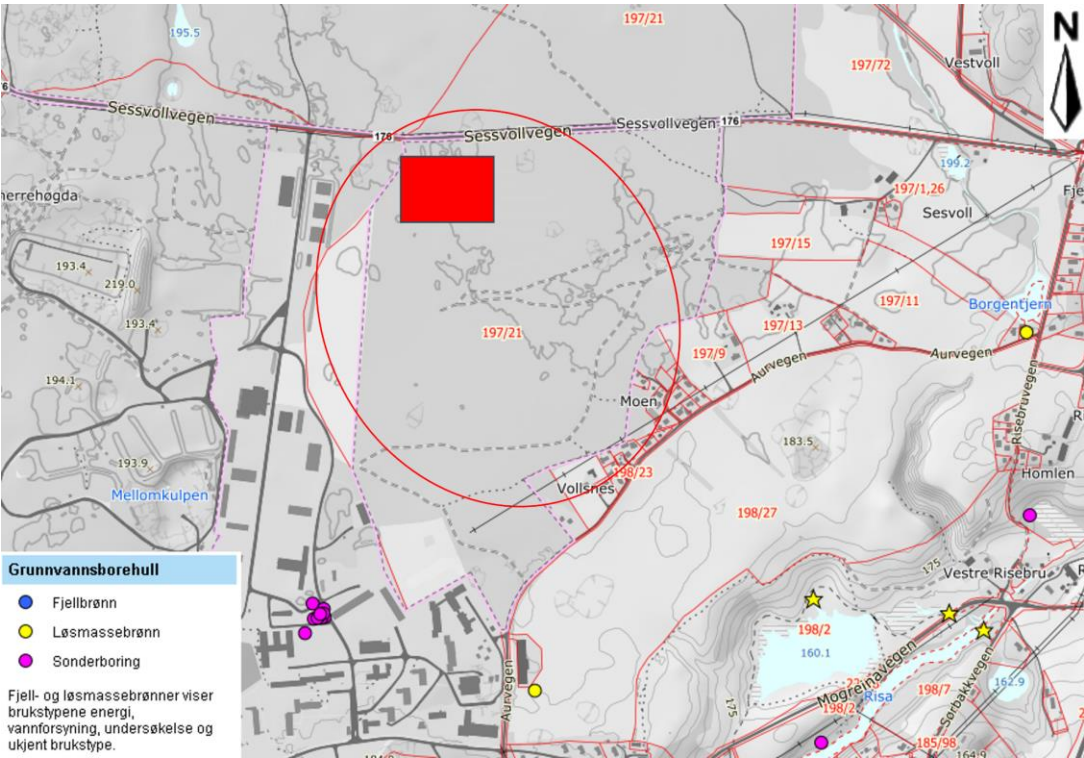 197/21
N
195.5
197/72
Vestvoll
Sessvollvegen
176
Sessvollvegen
Sessvollvegen
176
199.2
197/1,26
Fje
nerrehøgda
Sesvoll
197/15
193.4
219.0
197/11
Borgentjern
193.4
197/21
197/13
197/9
Aurvegen
Aurvegen
194.1
Moen
Risebruvegen
183.5
193.9
198/23
Homlen
Mellomkulpen
Vollsnes
198/27
175
Vestre Risebru
Grunnvannsborehull
Fjellbrønn
Løsmassebrønn
Sonderboring
Fjell- og løsmassebrønner viser
brukstypene energi,
vannforsyning, undersøkelse og
ukjent brukstype.
198/2
160.1
Mogreinavegen
Risa
198/7
162.9
Sørbakkvegen
175
198/2
Aurvegen
185/98
164.9